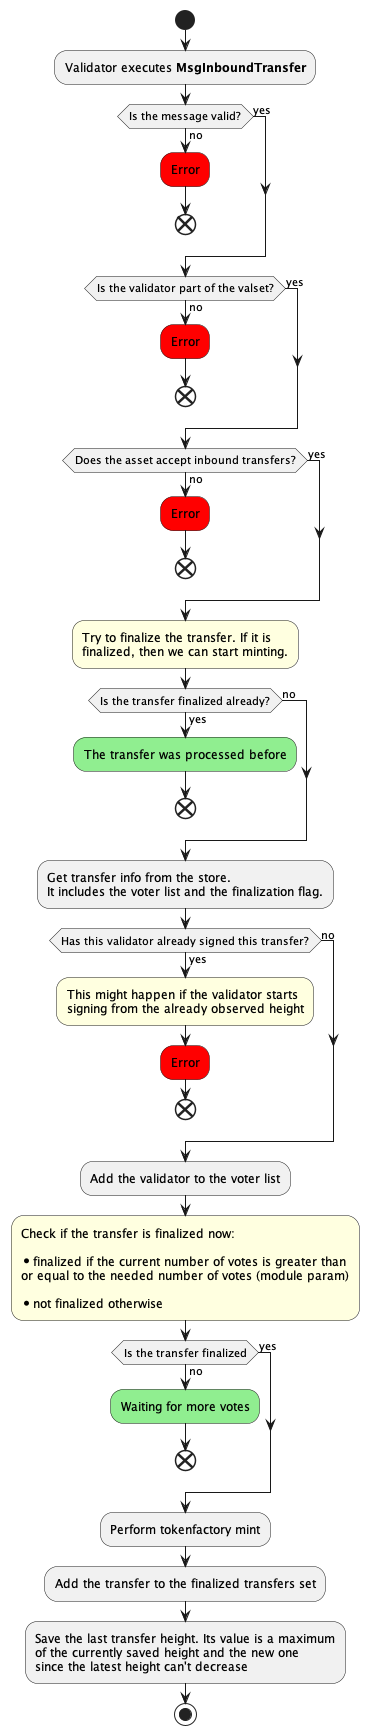 Validator executes MsgInboundTransfer
Is the message valid?
yes
no
Error
Is the validator part of the valset?
yes
no
Error
Does the asset accept inbound transfers?
yes
no
Error
Try to finalize the transfer. If it is
finalized, then we can start minting.
Is the transfer finalized already?
no
yes
The transfer was processed before
Get transfer info from the store.
It includes the voter list and the finalization flag.
Has this validator already signed this transfer?
no
yes
This might happen if the validator starts
signing from the already observed height
Error
Add the validator to the voter list
Check if the transfer is finalized now:
• finalized if the current number of votes is greater than
or equal to the needed number of votes (module param)
• not finalized otherwise
Is the transfer finalized
yes
no
Waiting for more votes
Perform tokenfactory mint
Add the transfer to the finalized transfers set
Save the last transfer height. Its value is a maximum
of the currently saved height and the new one
since the latest height can't decrease